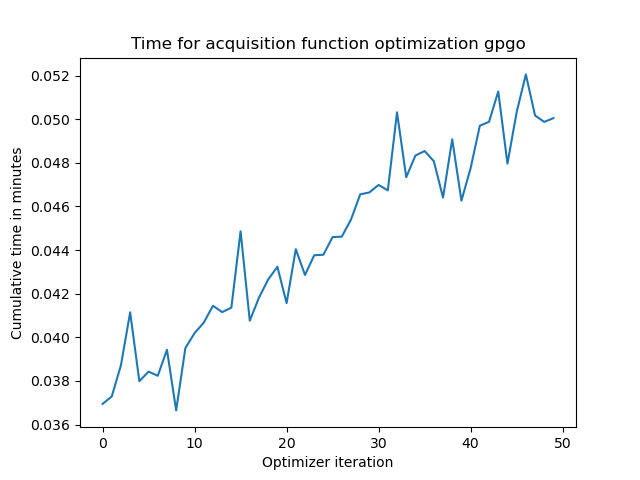 Time for acquisition function optimization gpgo
0.052
0.050
0.048
0.046
0.044
0.042
0.040
0.038
0.036
Cumulative time in minutes
0 10 20 30 40 50
Optimizer iteration